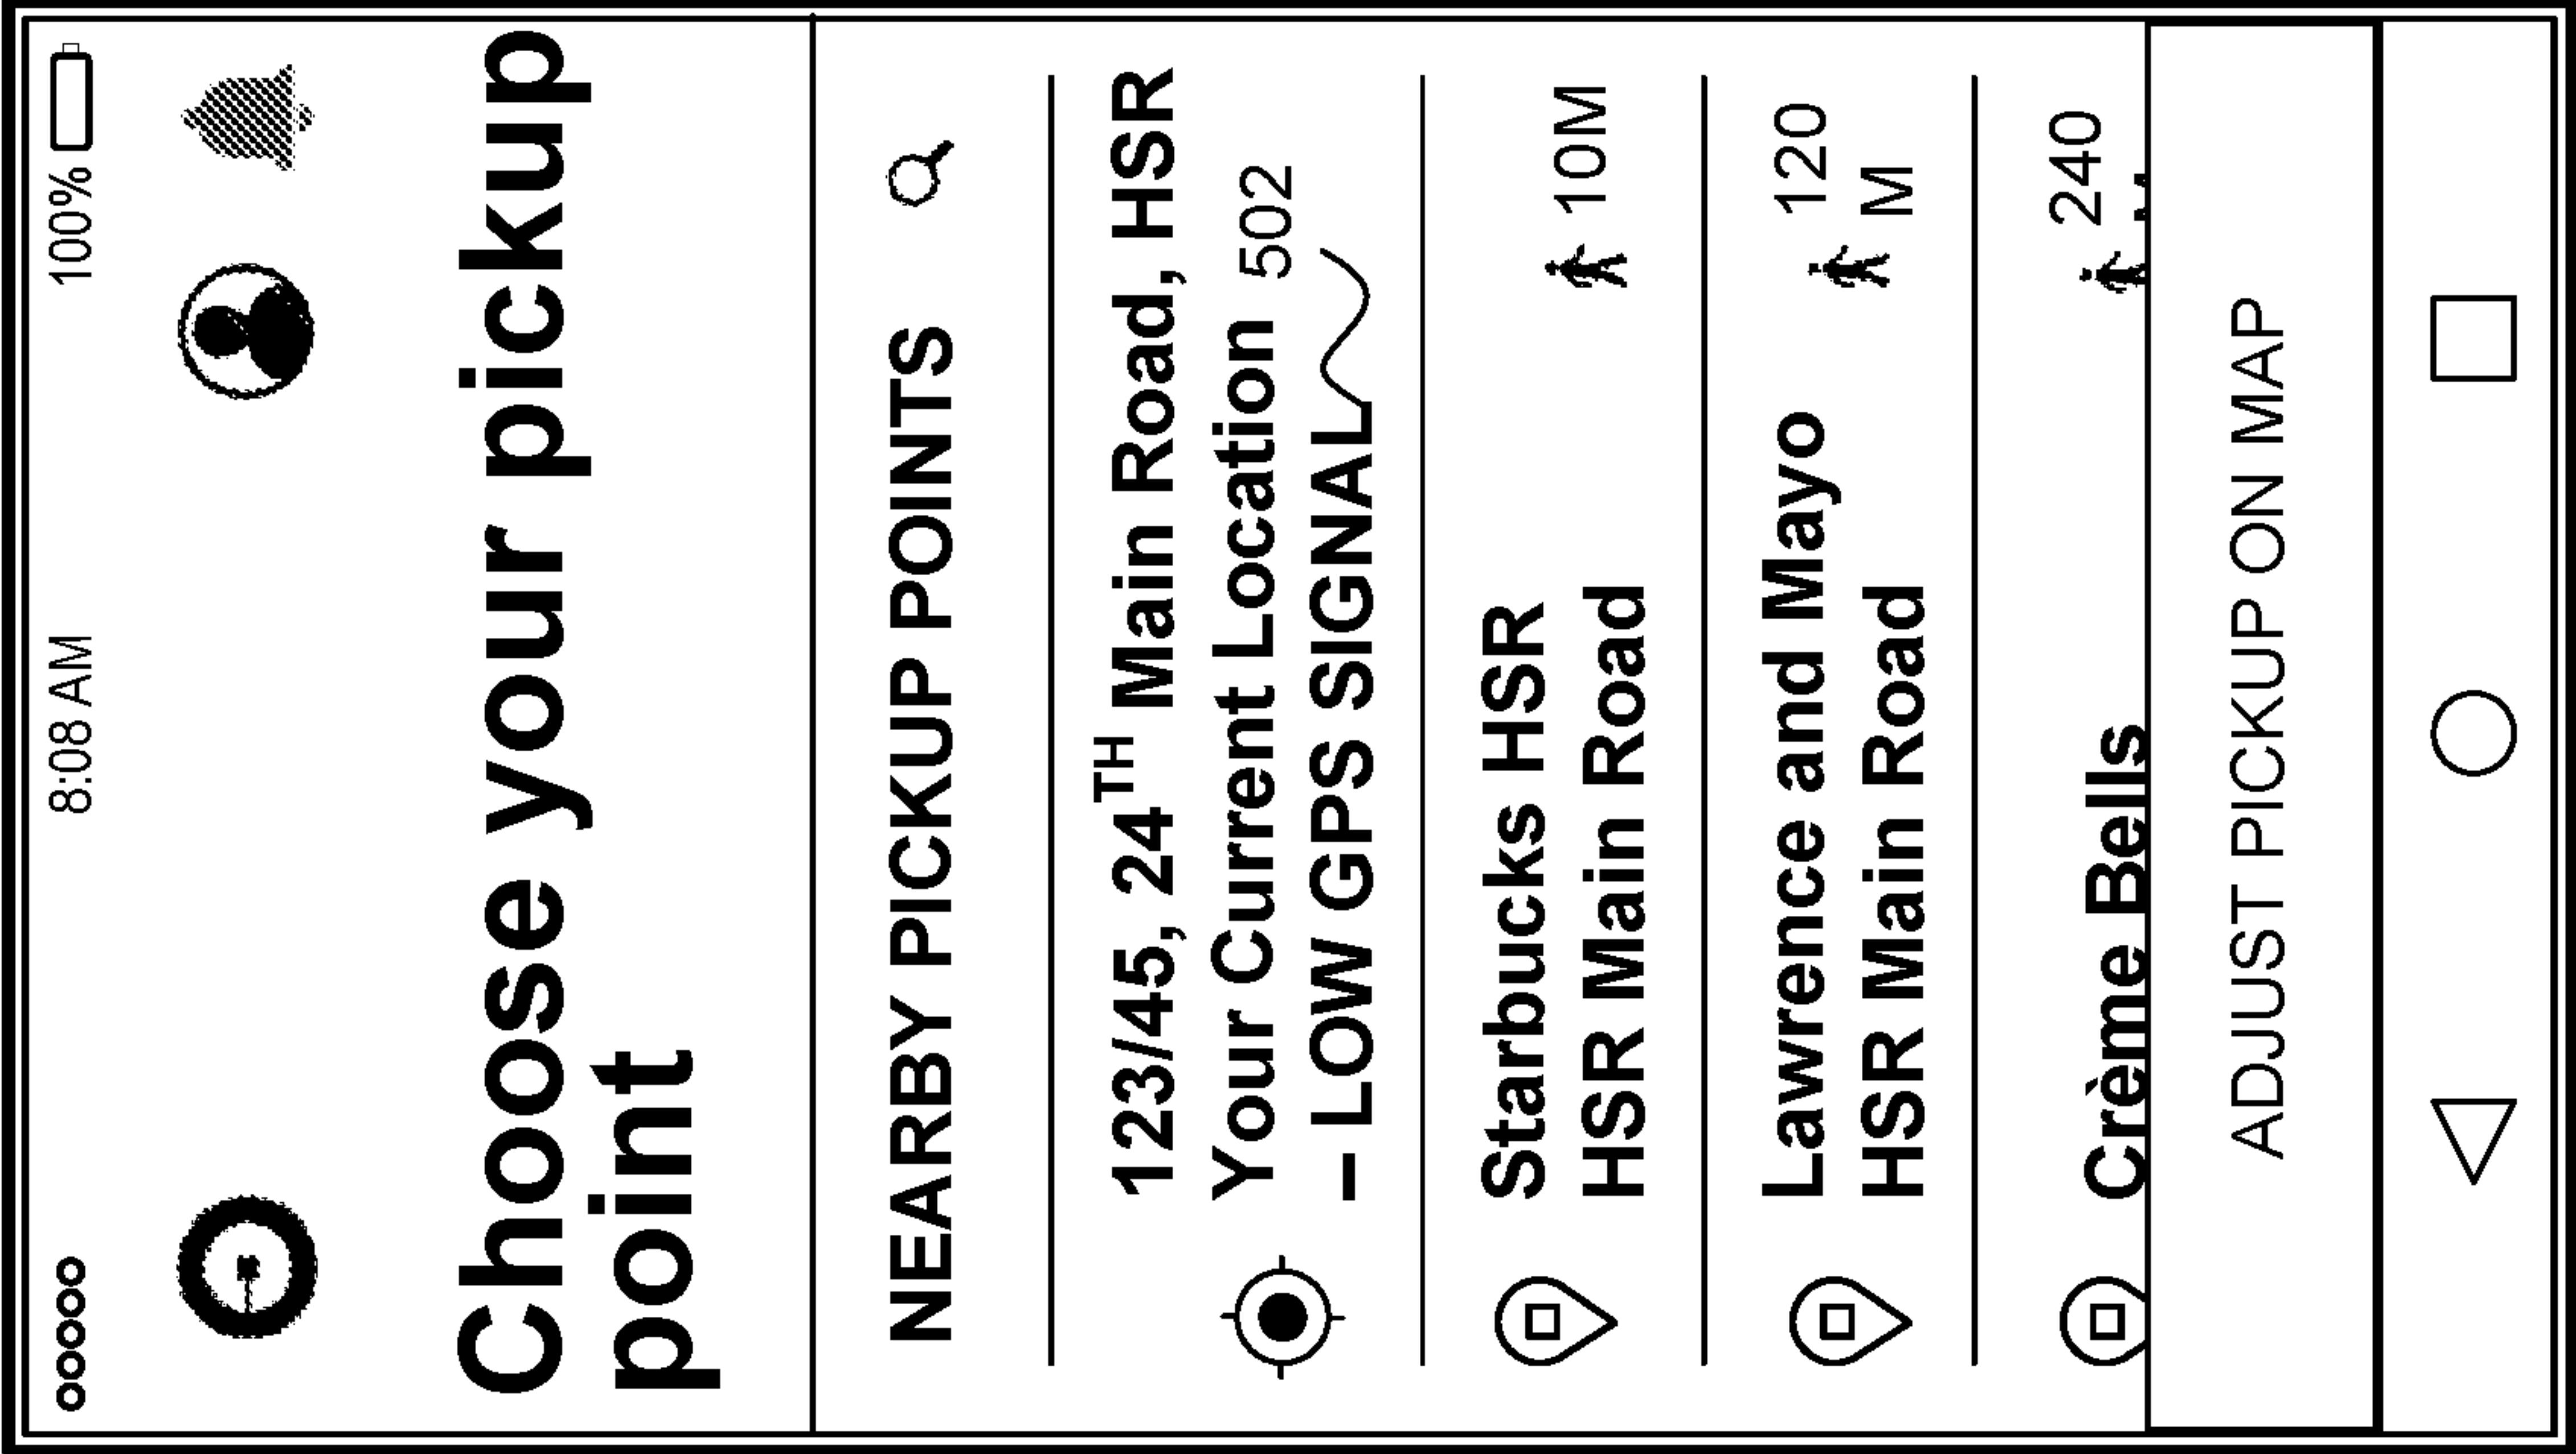 8:08 AM 100%
Choose your pickup
point
NEARBY PICKUP POINTS
123/45, 24TH Main Road, HSR
Your Current Location 502
– LOW GPS SIGNAL
Starbucks HSR
HSR Main Road
10M
Lawrence and Mayo
HSR Main Road
120
M
Crème Bells
240
ADJUST PICKUP ON MAP